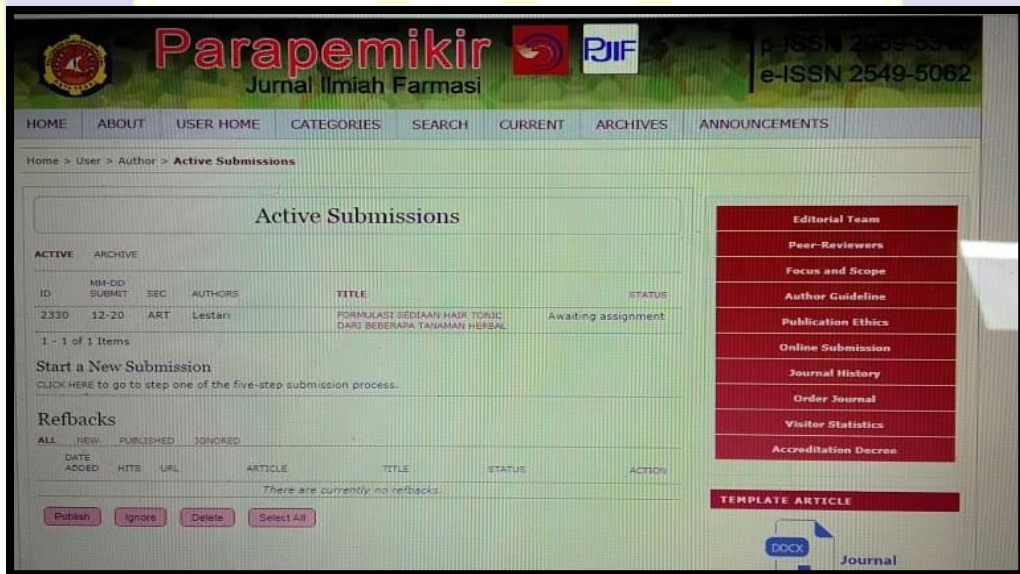 Parapemikir
Jurnal Ilmiah Farmasi
PJIF
p-ISSN
e-ISSN 2549-5062
HOME ABOUT USER HOME CATEGORIES SEARCH CURRENT ARCHIVES ANNOUNCEMENTS
Home > User > Author > Active Submissions
Active Submissions
ACTIVE ARCHIVE
ID MM-DD SUBMIT SEC AUTHORS TITLE STATUS
2330 12-20 ART Lestari FORMULASI SEDIAAN HAIR TONIC DARI BEBERAPA TANAMAN HERBAL Awaiting assignment
1 - 1 of 1 Items
Start a New Submission
CLICK HERE to go to step one of the five-step submission process.
Refbacks
ALL NEW PUBLISHED IGNORED
DATE ADDED HITS URL ARTICLE TITLE STATUS ACTION
There are currently no refbacks.
Publish Ignore Delete Select All
Editorial Team
Peer-Reviewers
Focus and Scope
Author Guideline
Publication Ethics
Online Submission
Journal History
Order Journal
Visitor Statistics
Accreditation Decree
TEMPLATE ARTICLE
DOCX
Journal